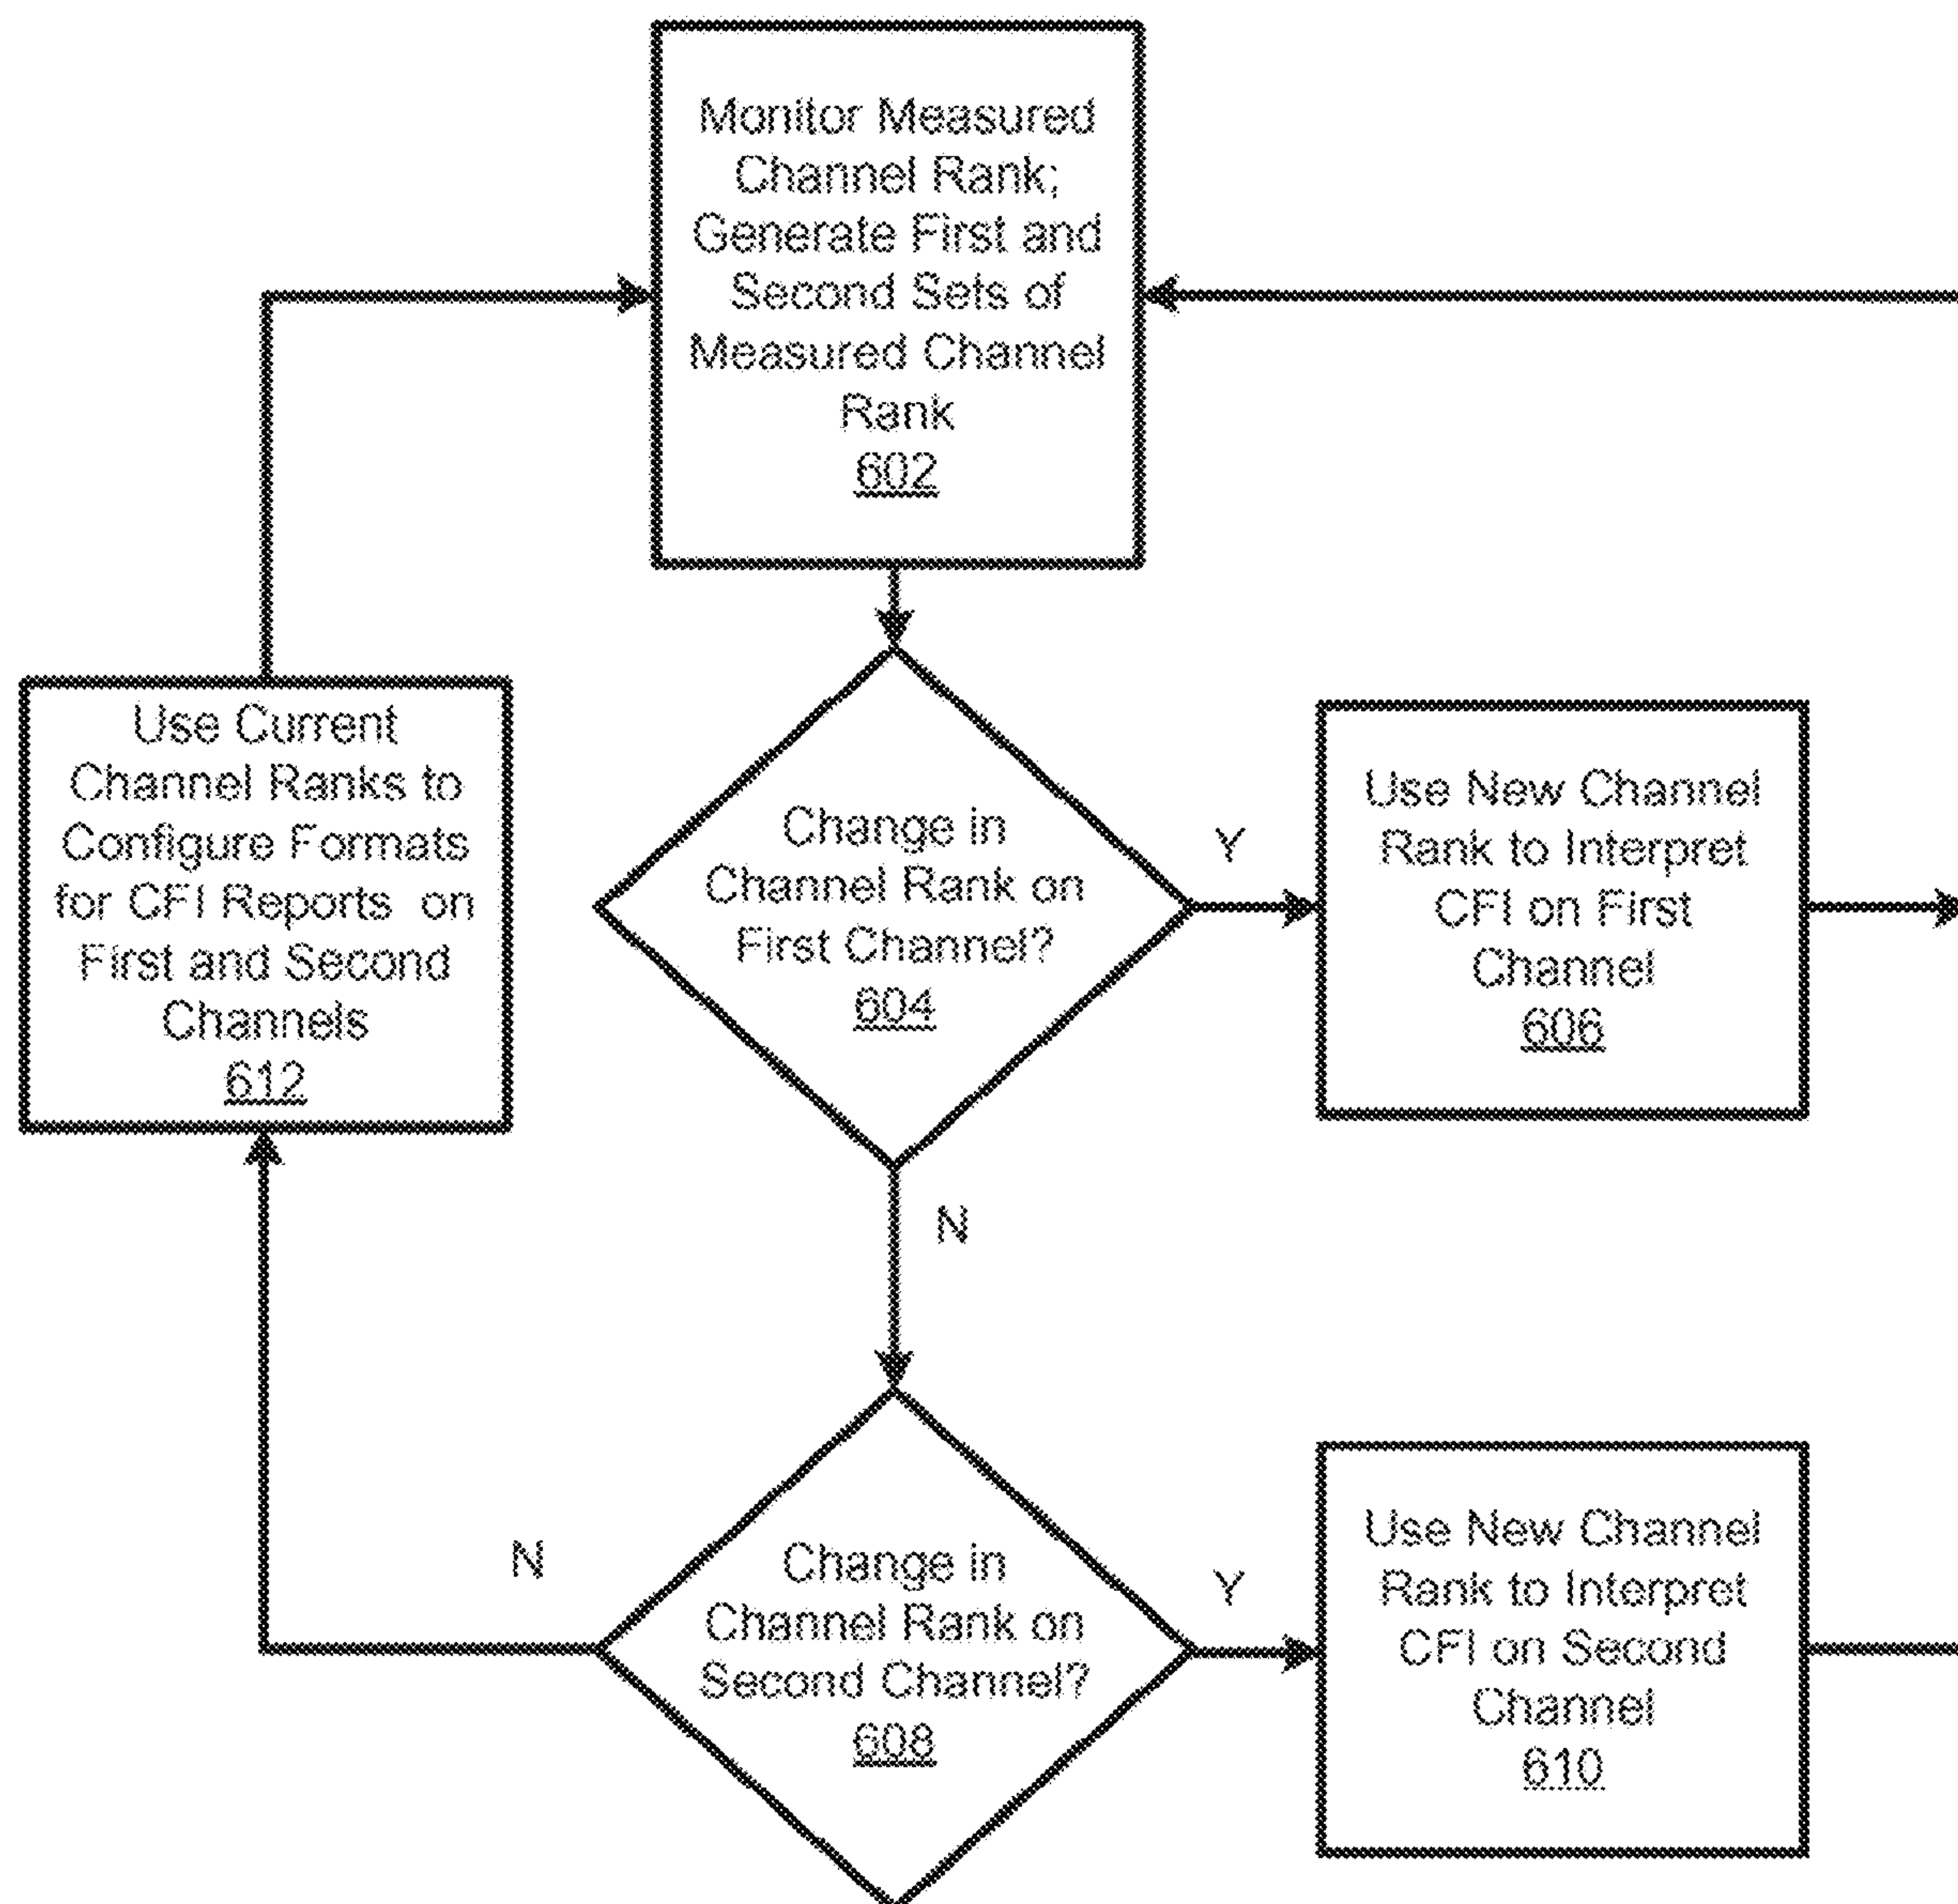 Monitor Measured
Channel Rank;
Generate First and
Second Sets of
Measured Channel
Rank
602
Use Current
Channel Ranks to
Configure Formats
for CFI Reports on
First and Second
Channels
612
Change in
Channel Rank on
First Channel?
604
Y
Use New Channel
Rank to Interpret
CFI on First
Channel
606
N
N
Change in
Channel Rank on
Second Channel?
608
Y
Use New Channel
Rank to Interpret
CFI on Second
Channel
610